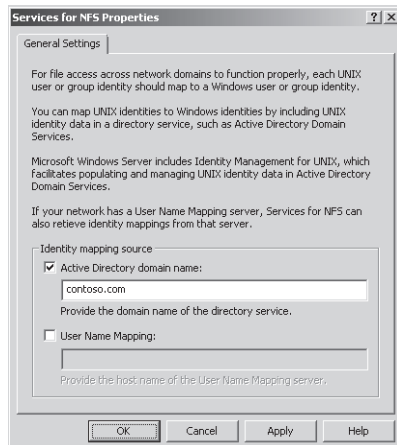 Services for NFS Properties
? X
General Settings
For file access across network domains to function properly, each UNIX
user or group identity should map to a Windows user or group identity.
You can map UNIX identities to Windows identities by including UNIX
identity data in a directory service, such as Active Directory Domain
Services.
Microsoft Windows Server includes Identity Management for UNIX, which
facilitates populating and managing UNIX identity data in Active Directory
Domain Services.
If your network has a User Name Mapping server, Services for NFS can
also retieve identity mappings from that server.
Identity mapping source
Active Directory domain name:
contoso.com
Provide the domain name of the directory service.
User Name Mapping:
Provide the host name of the User Name Mapping server.
OK Cancel Apply Help